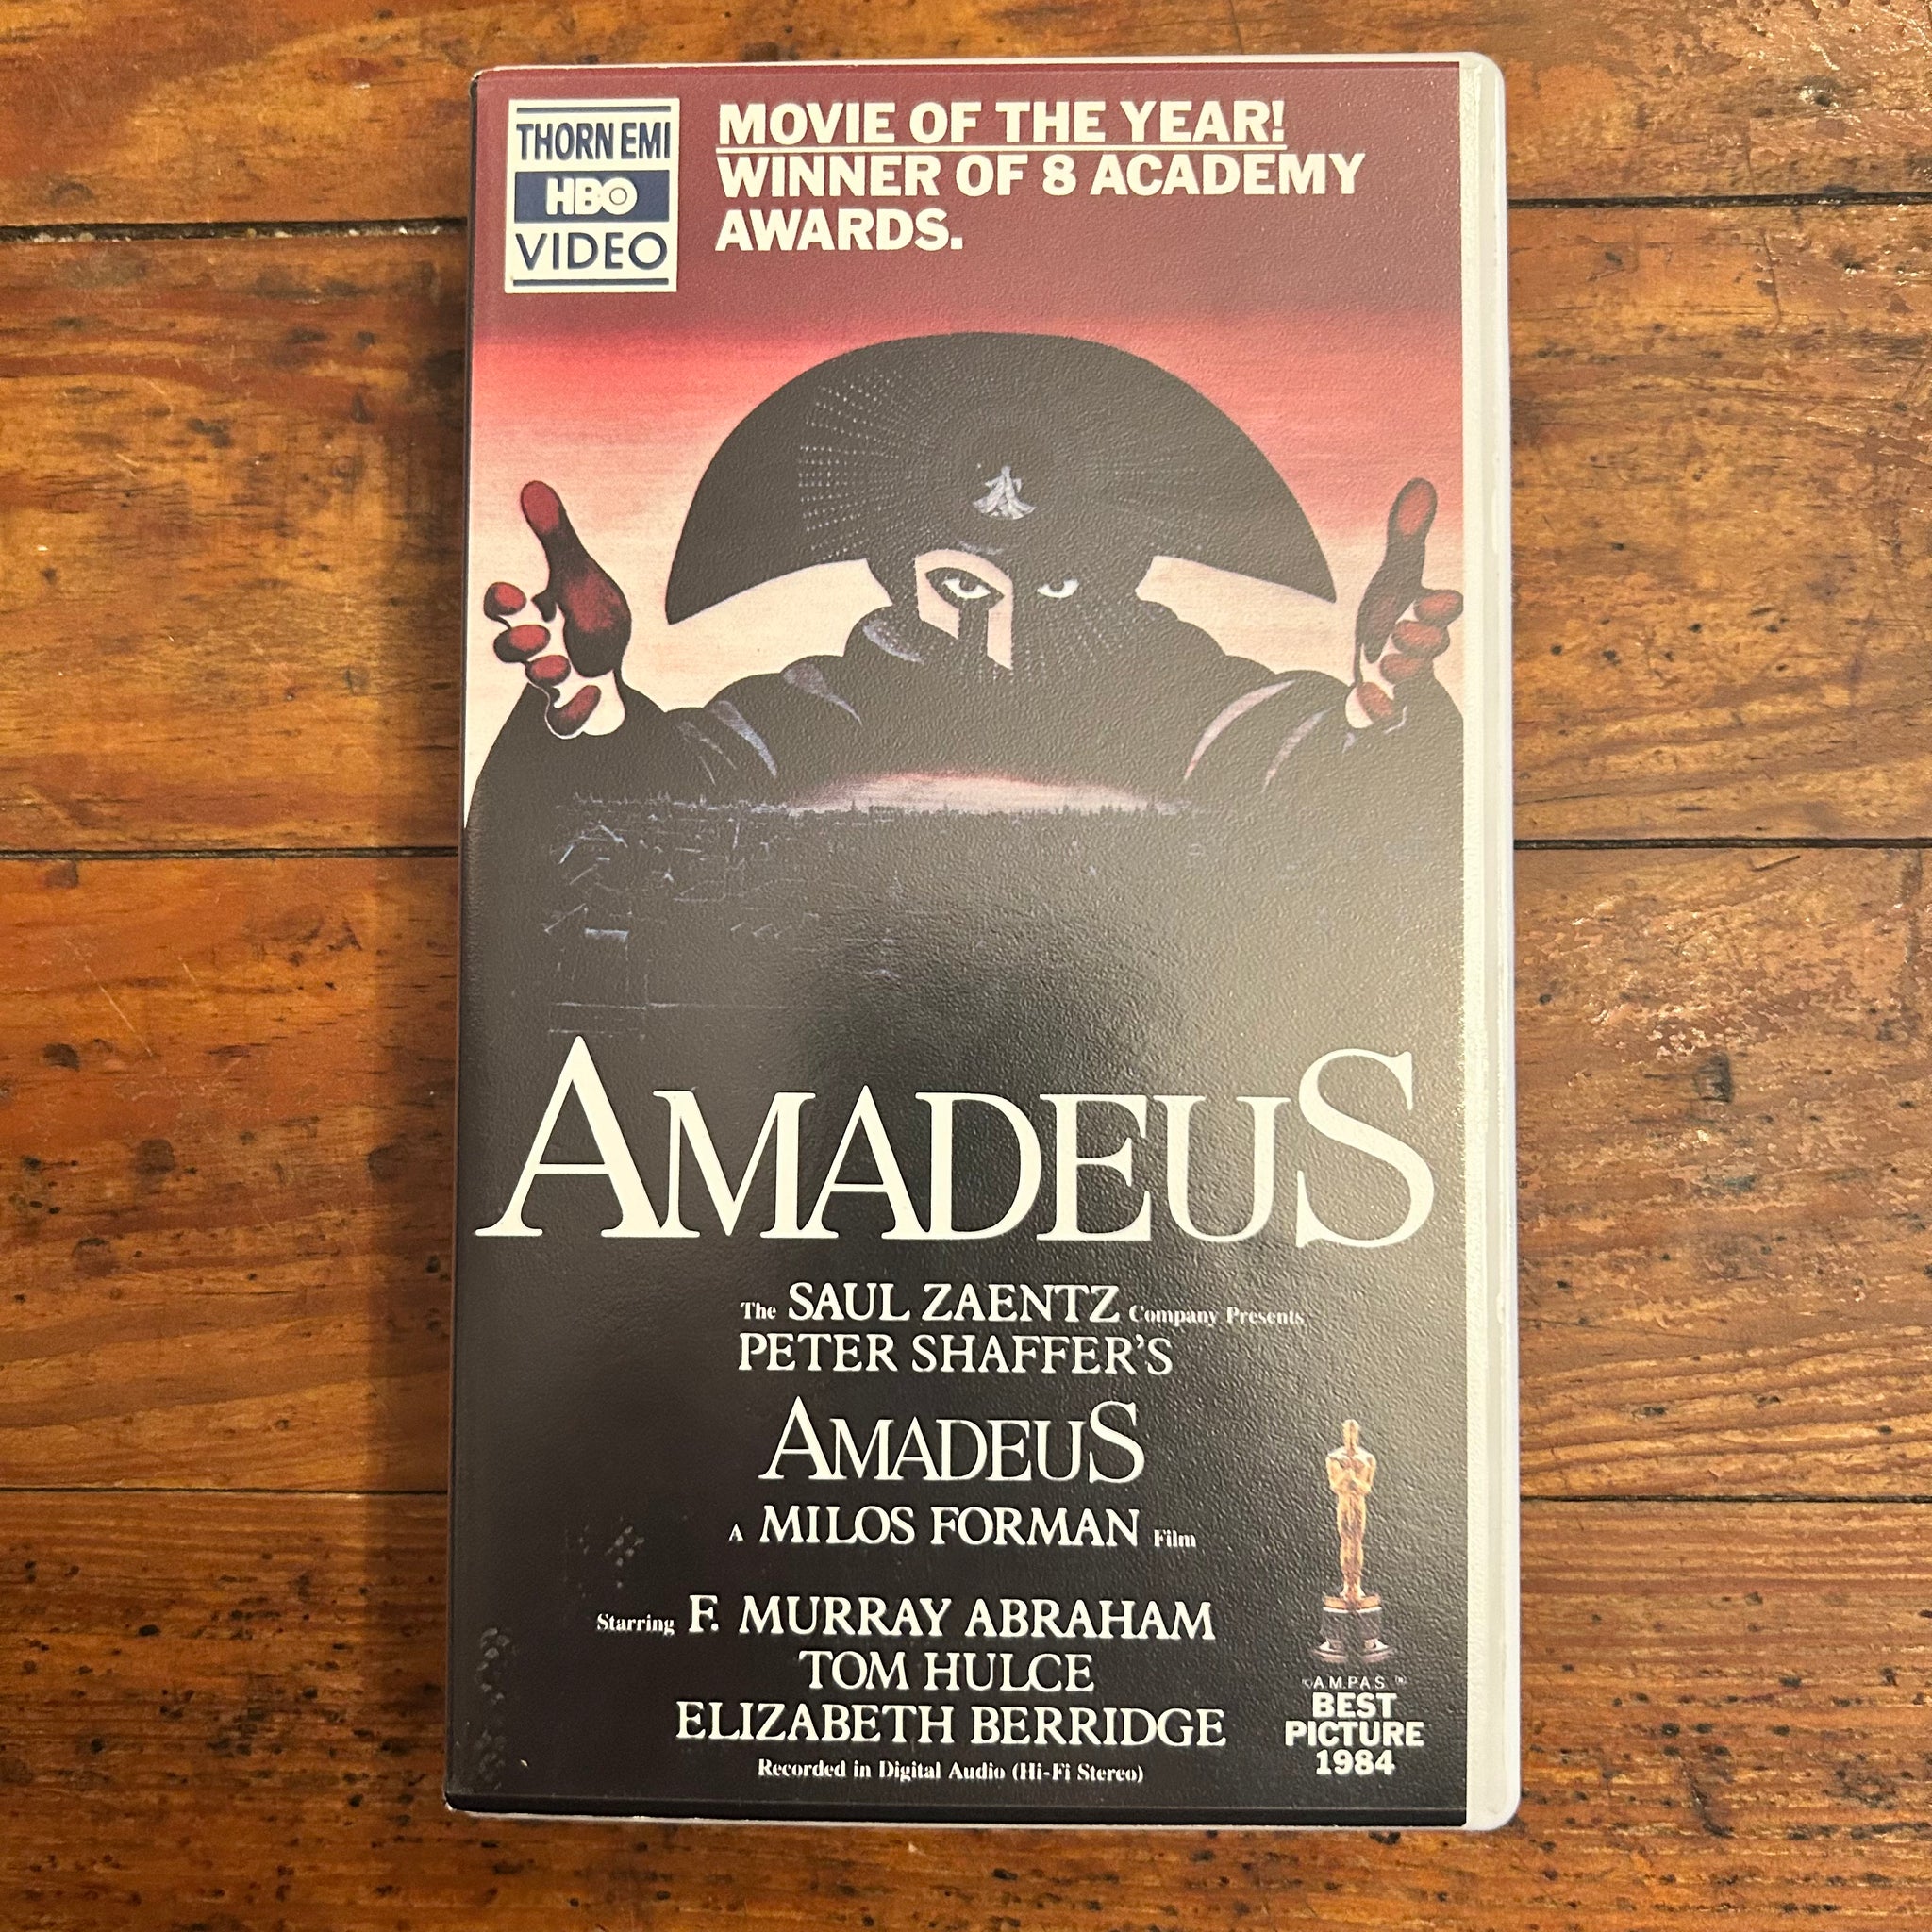 THORN EMI
HBO
VIDEO
MOVIE OF THE YEAR!
WINNER OF 8 ACADEMY
AWARDS.
AMADEUS
The SAUL ZAENTZ Company Presents
PETER SHAFFER'S
AMADEUS
A MILOS FORMAN Film
Starring F. MURRAY ABRAHAM
TOM HULCE
ELIZABETH BERRIDGE
Recorded in Digital Audio (Hi-Fi Stereo)
©A.M.P.A.S.™
BEST
PICTURE
1984